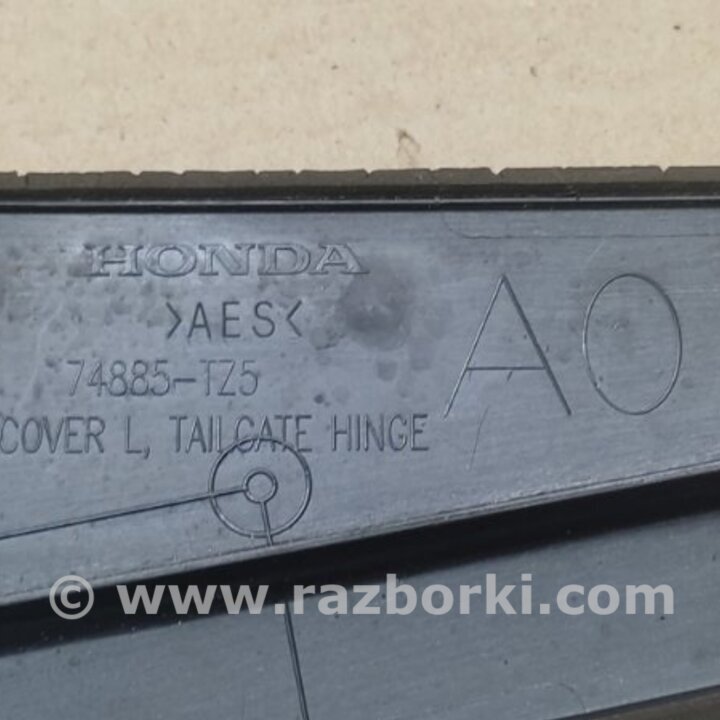 HONDA
>AES<
74885-TZ5
COVER L, TAILGATE HINGE
A0
© www.razborki.com